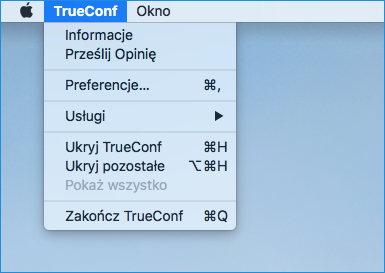 TrueConf Okno
Informacje
Prześlij Opinię
Preferencje... ⌘,
Usługi ▶
Ukryj TrueConf ⌘H
Ukryj pozostałe ⌥⌘H
Pokaż wszystko
Zakończ TrueConf ⌘Q